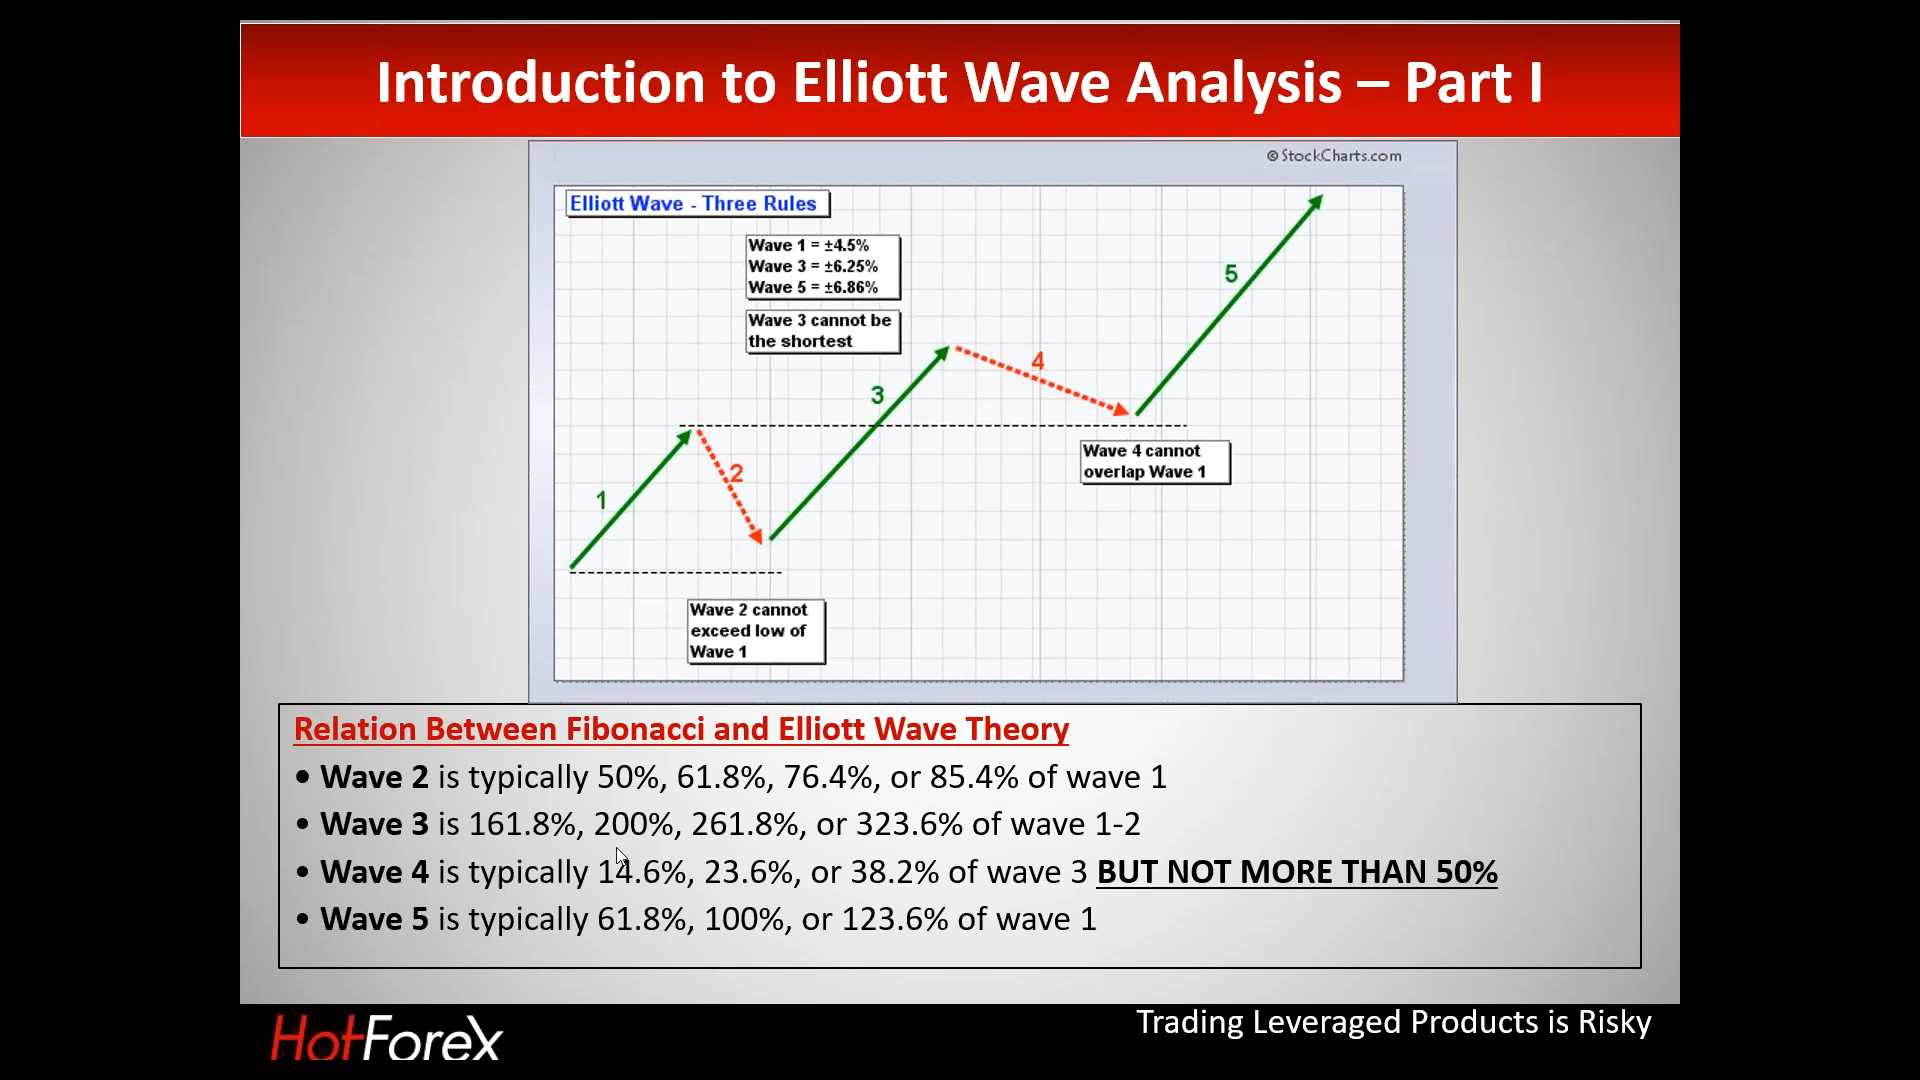 Introduction to Elliott Wave Analysis – Part I
© StockCharts.com
Elliott Wave - Three Rules
Wave 1 = ±4.5%
Wave 3 = ±6.25%
Wave 5 = ±6.86%
Wave 3 cannot be
the shortest
5
4
3
2
1
Wave 4 cannot
overlap Wave 1
Wave 2 cannot
exceed low of
Wave 1
Relation Between Fibonacci and Elliott Wave Theory
• Wave 2 is typically 50%, 61.8%, 76.4%, or 85.4% of wave 1
• Wave 3 is 161.8%, 200%, 261.8%, or 323.6% of wave 1-2
• Wave 4 is typically 14.6%, 23.6%, or 38.2% of wave 3 BUT NOT MORE THAN 50%
• Wave 5 is typically 61.8%, 100%, or 123.6% of wave 1
HotForex
Trading Leveraged Products is Risky